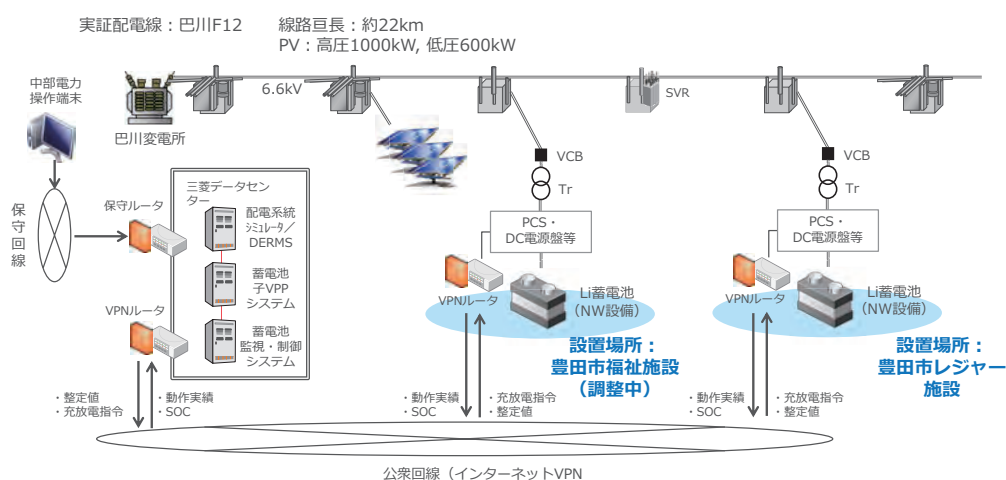 実証配電線：巴川F12
線路亘長：約22km
PV：高圧1000kW, 低圧600kW
中部電力
操作端末
巴川変電所
6.6kV
SVR
VCB
Tr
PCS・
DC電源盤等
VPNルータ
Li蓄電池
（NW設備）
設置場所：
豊田市福祉施設
（調整中）
VCB
Tr
PCS・
DC電源盤等
VPNルータ
Li蓄電池
（NW設備）
設置場所：
豊田市レジャー
施設
保守回線
保守ルータ
VPNルータ
三菱データセン
ター
配電系統
ｼﾐｭﾚｰﾀ／
DERMS
蓄電池
子VPP
システム
蓄電池
監視・制御
システム
・整定値
・充放電指令
・動作実績
・SOC
・動作実績
・SOC
・充放電指令
・整定値
・動作実績
・SOC
・充放電指令
・整定値
公衆回線（インターネットVPN